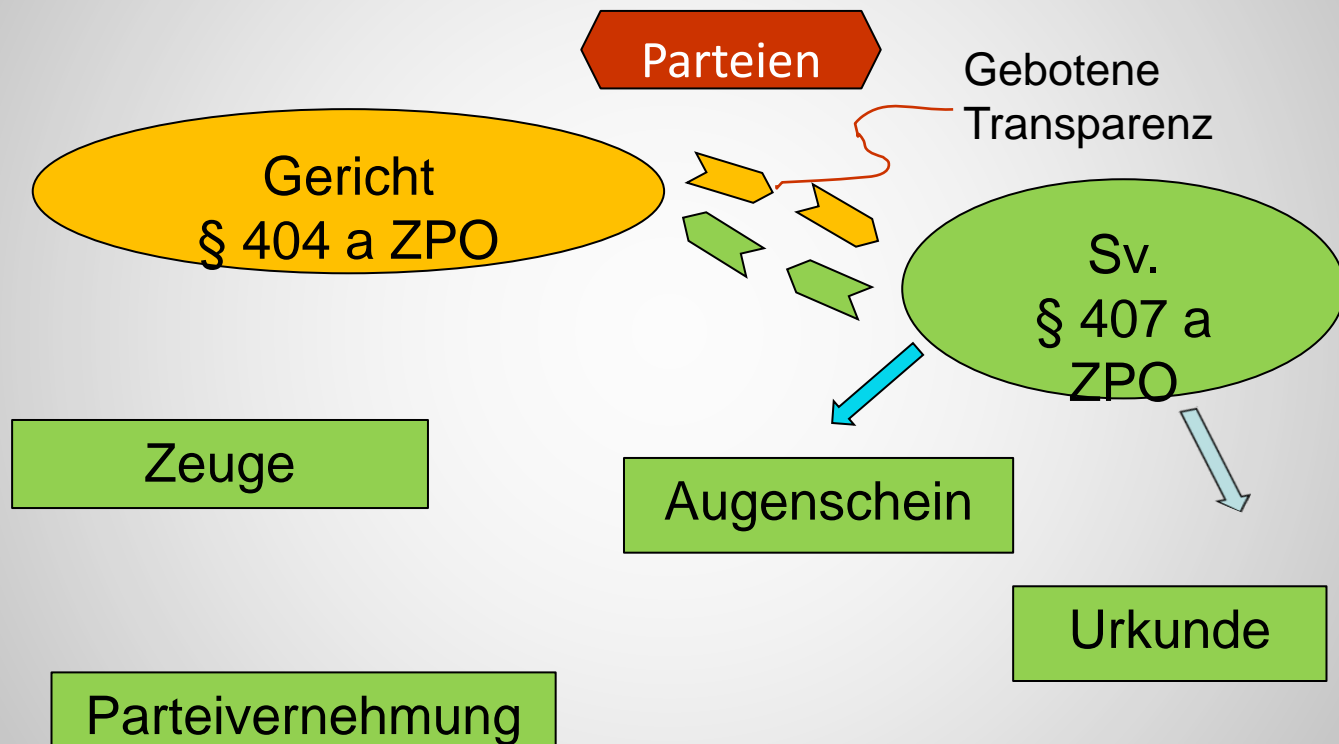 Parteien
Gebotene
Transparenz
Gericht
§ 404 a ZPO
Sv.
§ 407 a
ZPO
Zeuge
Augenschein
Urkunde
Parteivernehmung